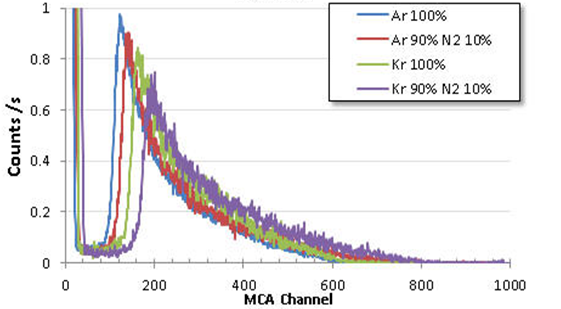 1
Ar 100%
Ar 90% N2 10%
0.8
Kr 100%
Kr 90% N2 10%
0.6
Counts /s
0.4
0.2
0
0 200 400 600 800 1000
MCA Channel